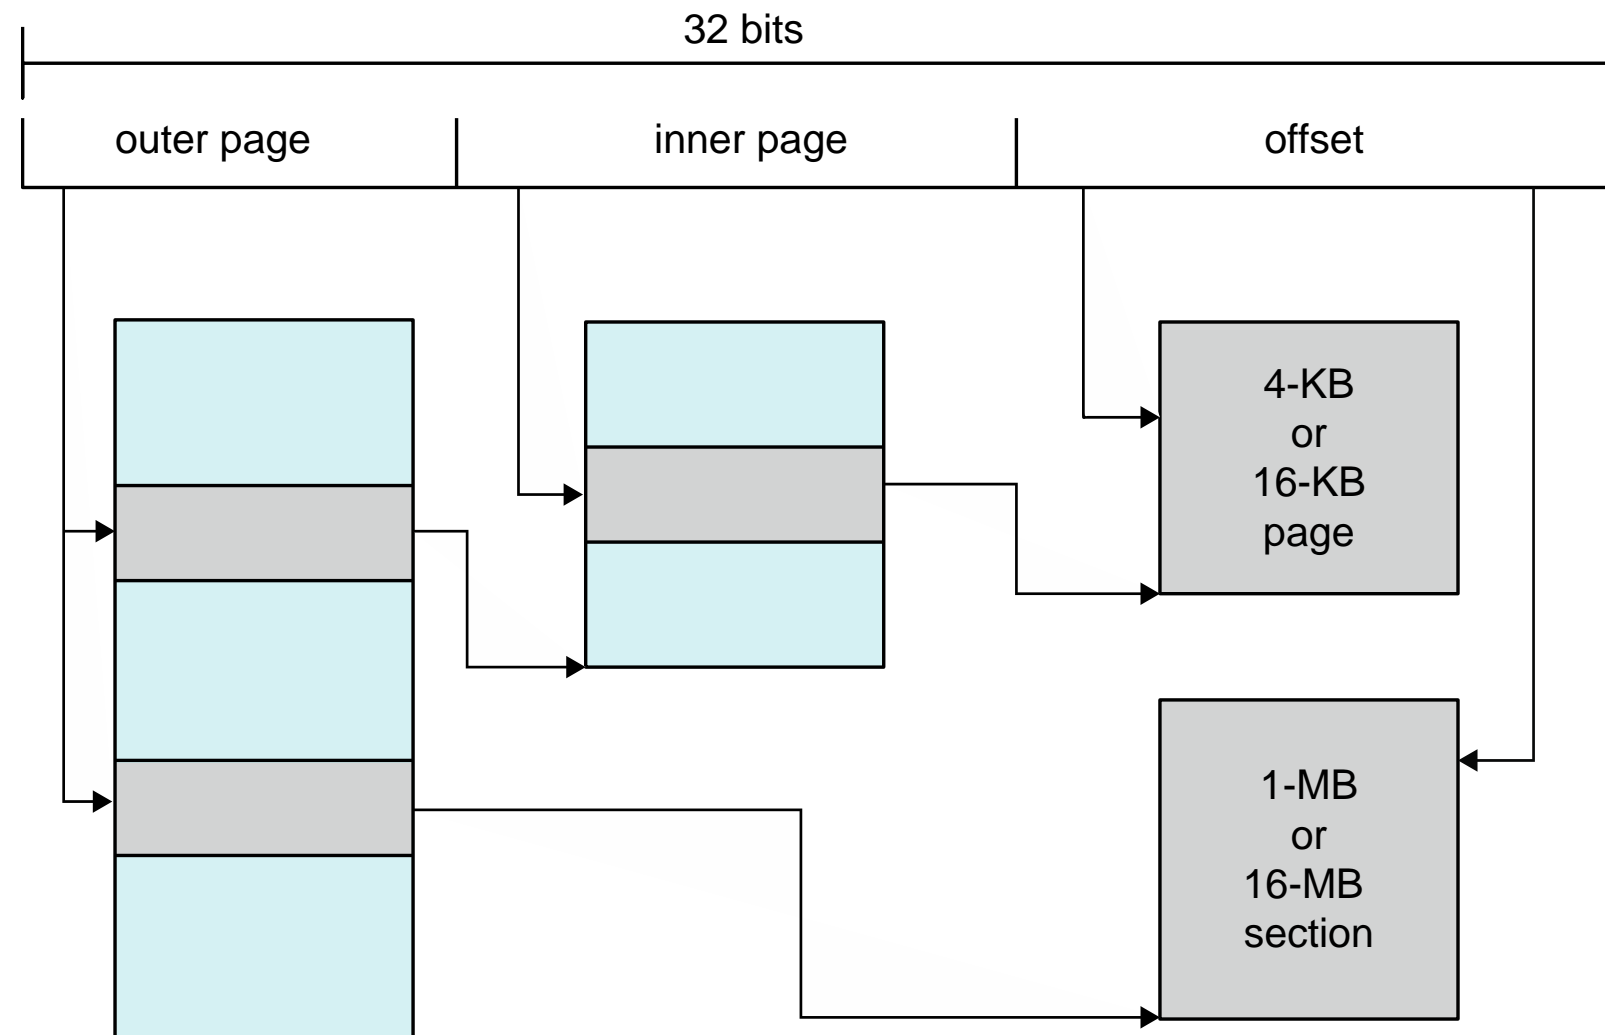 32 bits
outer page
inner page
offset
4-KB
or
16-KB
page
1-MB
or
16-MB
section